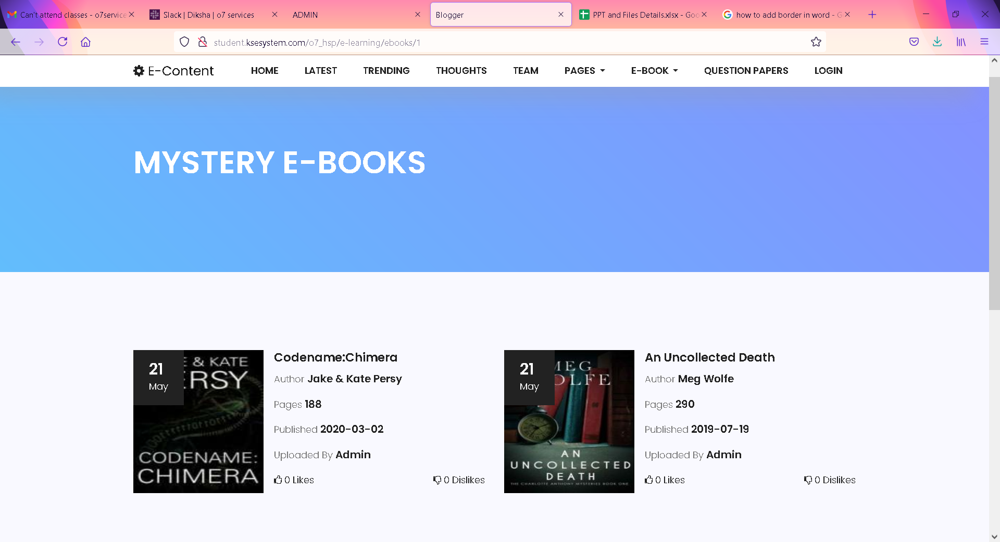 Can't attend classes - o7service
Slack | Diksha | o7 services
ADMIN
Blogger
PPT and Files Details.xlsx - Goo
how to add border in word - G
student.ksesystem.com/o7_hsp/e-learning/ebooks/1
E-Content
HOME
LATEST
TRENDING
THOUGHTS
TEAM
PAGES
E-BOOK
QUESTION PAPERS
LOGIN
MYSTERY E-BOOKS
21
May
E & KATE
ERSY
CODENAME:
CHIMERA
Codename:Chimera
Author Jake & Kate Persy
Pages 188
Published 2020-03-02
Uploaded By Admin
0 Likes
0 Dislikes
21
May
MEG
OLFE
AN
UNCOLLECTED
DEATH
THE CHARLOTTE ANTHONY MYSTERIES BOOK ONE
An Uncollected Death
Author Meg Wolfe
Pages 290
Published 2019-07-19
Uploaded By Admin
0 Likes
0 Dislikes